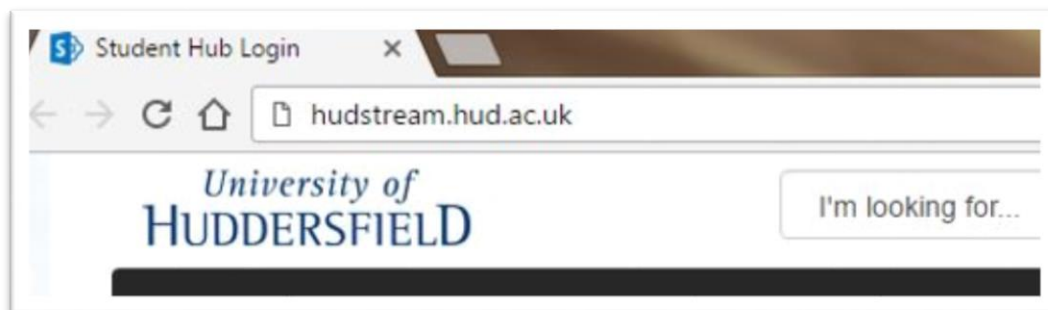 Student Hub Login
hudstream.hud.ac.uk
University of
HUDDERSFIELD
I'm looking for...